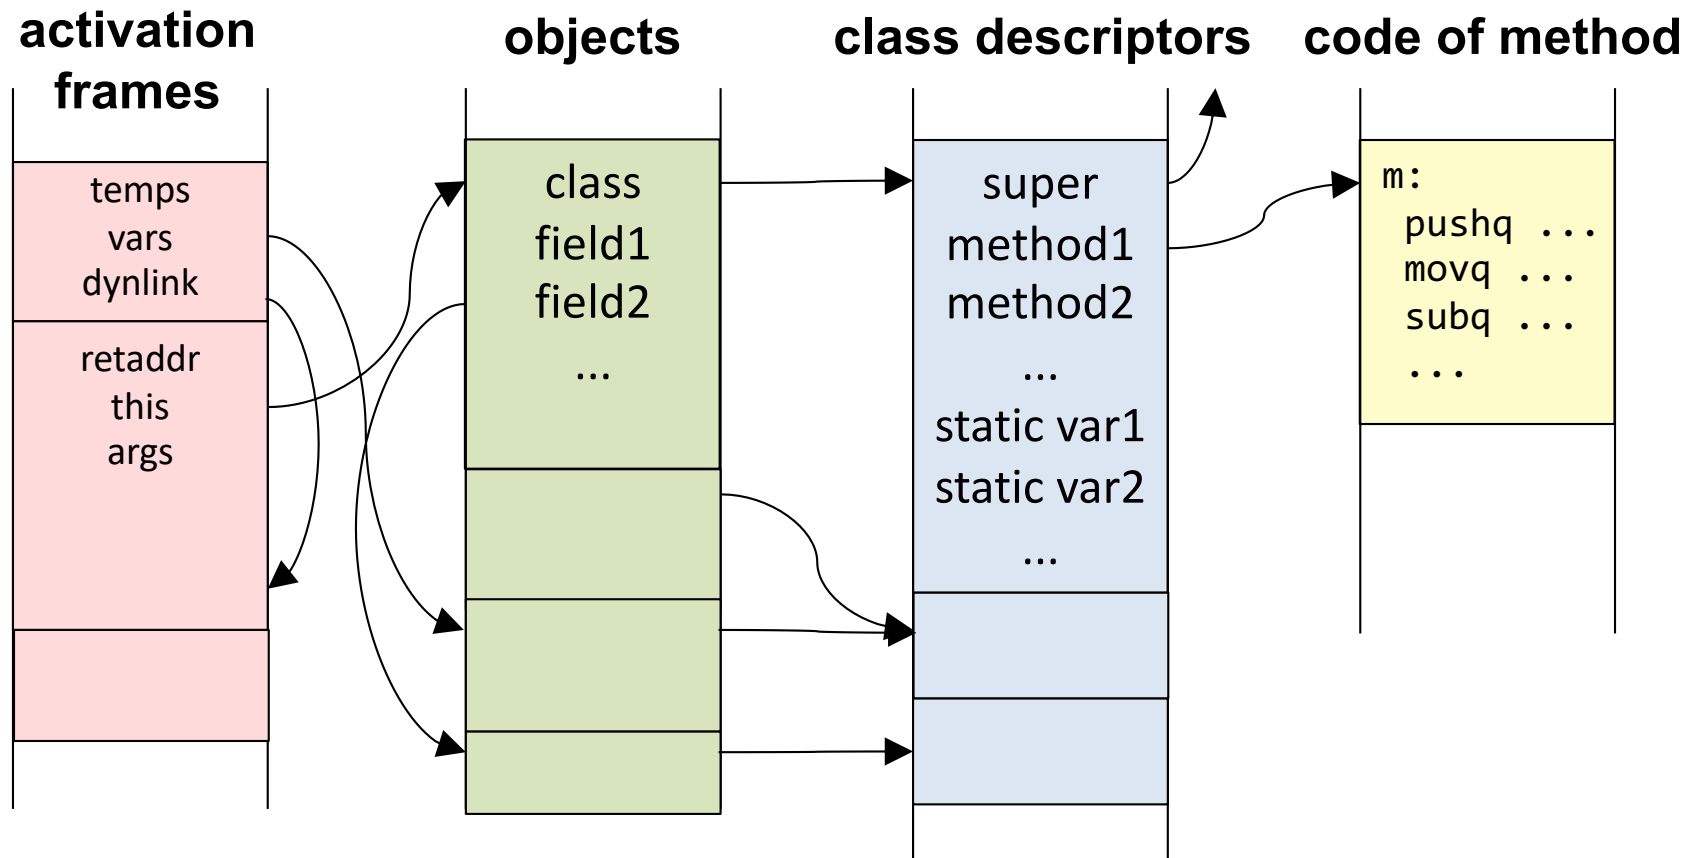 activation
frames
temps
vars
dynlink
retaddr
this
args
objects
class
field1
field2
...
class descriptors
super
method1
method2
...
static var1
static var2
...
code of method
m:
pushq ...
movq ...
subq ...
...